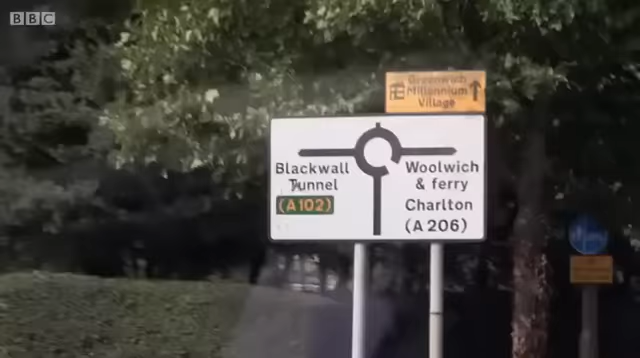 BBC
Greenwich
Millennium
Village
Blackwall
Tunnel
(A102)
Woolwich
& ferry
Charlton
(A 206)